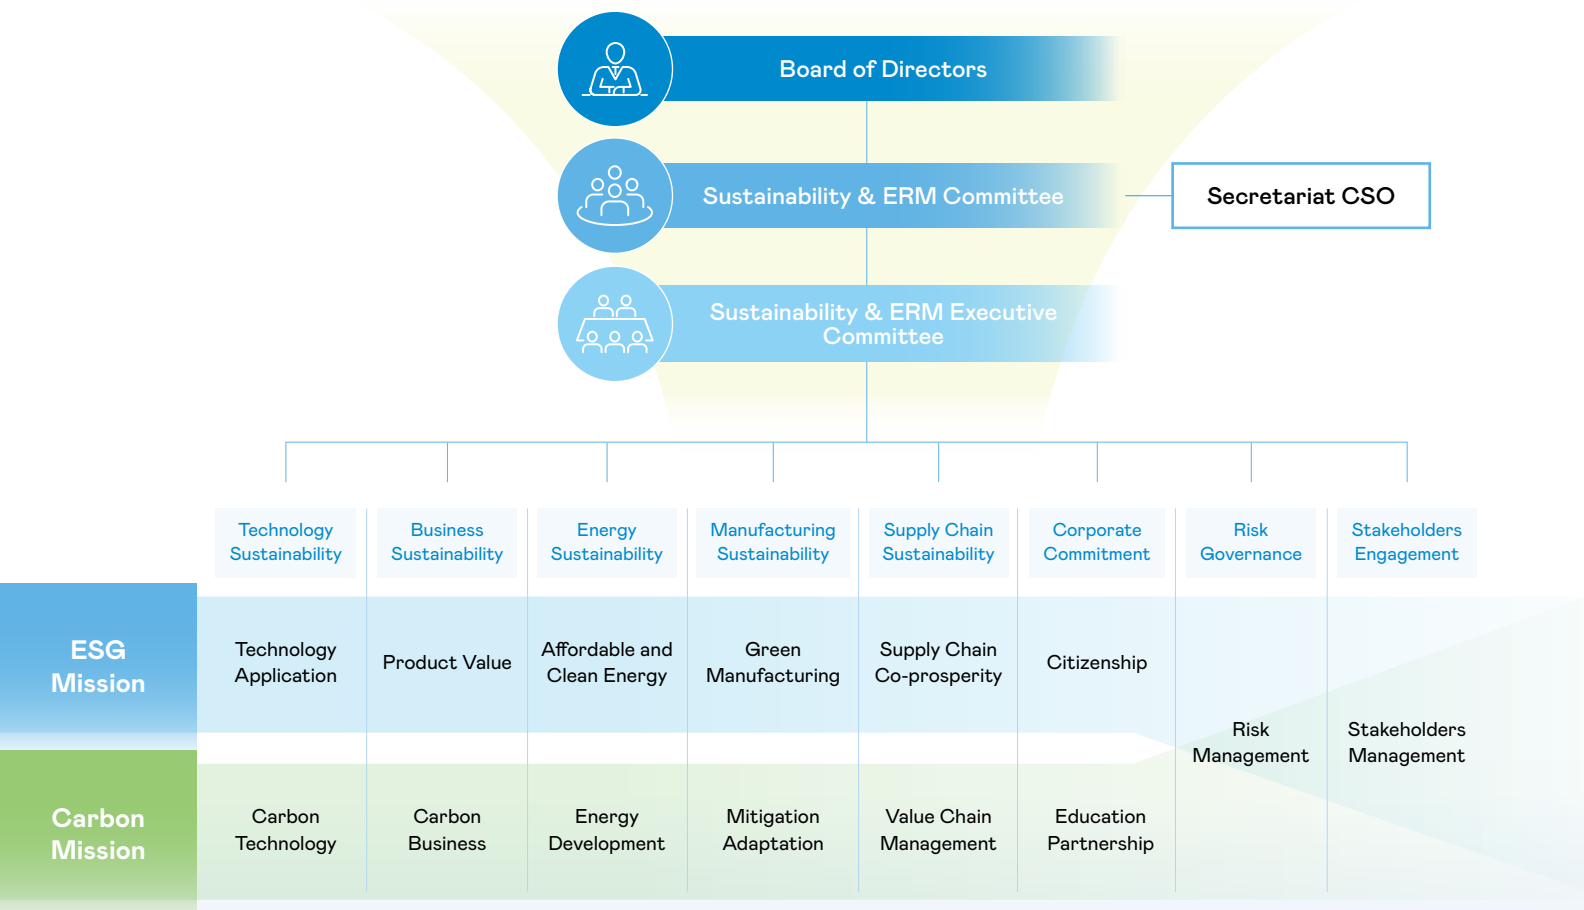 Board of Directors
Sustainability & ERM Committee
Secretariat CSO
Sustainability & ERM Executive
Committee
Technology
Sustainability
Business
Sustainability
Energy
Sustainability
Manufacturing
Sustainability
Supply Chain
Sustainability
Corporate
Commitment
Risk
Governance
Stakeholders
Engagement
ESG
Mission
Technology
Application
Product Value
Affordable and
Clean Energy
Green
Manufacturing
Supply Chain
Co-prosperity
Citizenship
Risk
Management
Stakeholders
Management
Carbon
Mission
Carbon
Technology
Carbon
Business
Energy
Development
Mitigation
Adaptation
Value Chain
Management
Education
Partnership